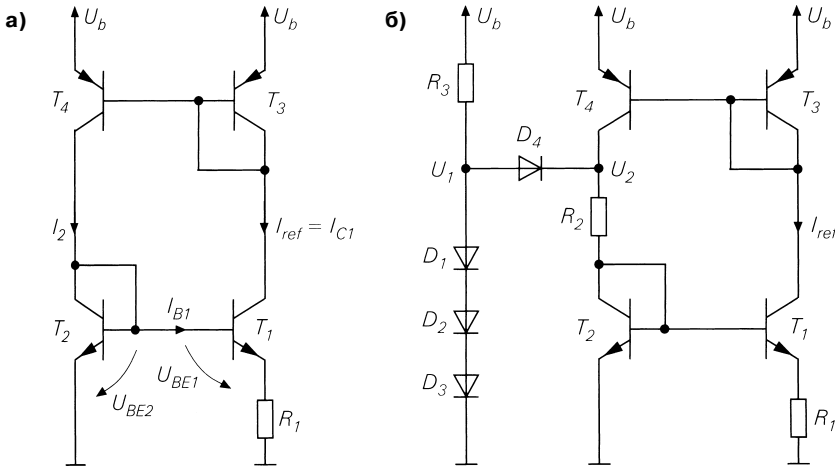 а) U_b U_b б) U_b U_b U_b
T_4 T_3 R_3 T_4 T_3
D_4
U_1 U_2
I_2 I_ref = I_C1 R_2 I_ref
D_1
I_B1
T_2 T_1 D_2 T_2 T_1
U_BE1
U_BE2 D_3
R_1 R_1